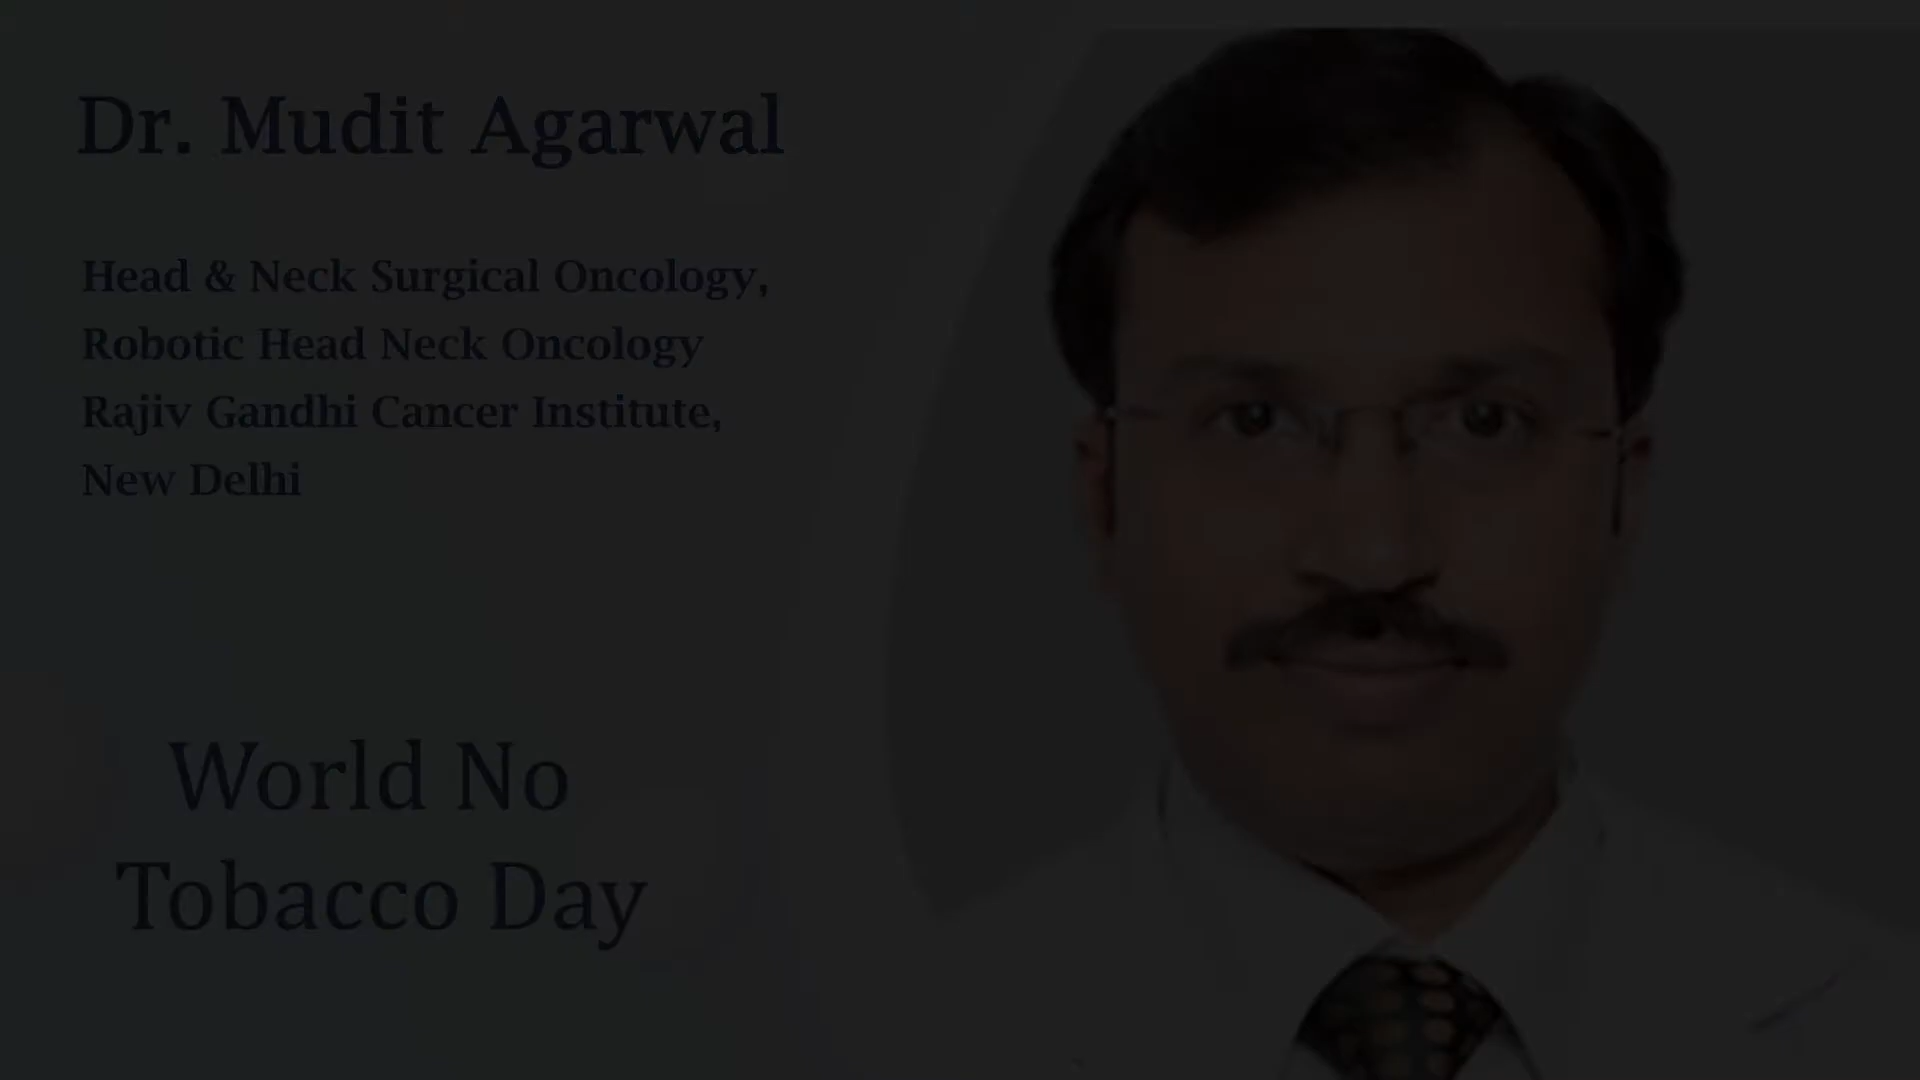 Dr. Mudit Agarwal
Head & Neck Surgical Oncology,
Robotic Head Neck Oncology
Rajiv Gandhi Cancer Institute,
New Delhi
World No
Tobacco Day